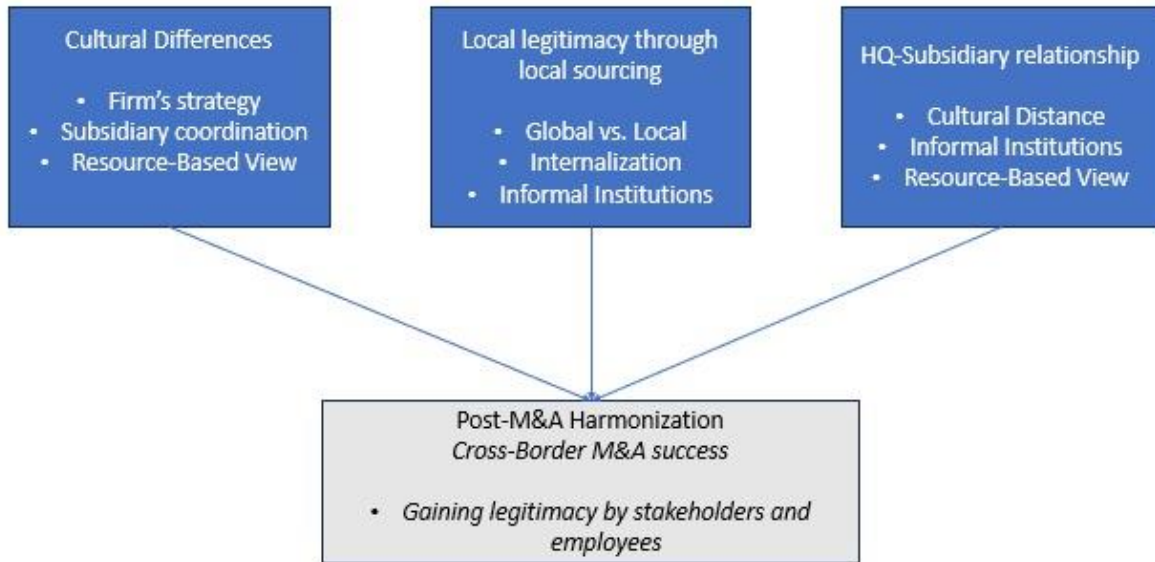 Cultural Differences
• Firm's strategy
• Subsidiary coordination
• Resource-Based View
Local legitimacy through
local sourcing
• Global vs. Local
• Internalization
• Informal Institutions
HQ-Subsidiary relationship
• Cultural Distance
• Informal Institutions
• Resource-Based View
Post-M&A Harmonization
Cross-Border M&A success
• Gaining legitimacy by stakeholders and
employees